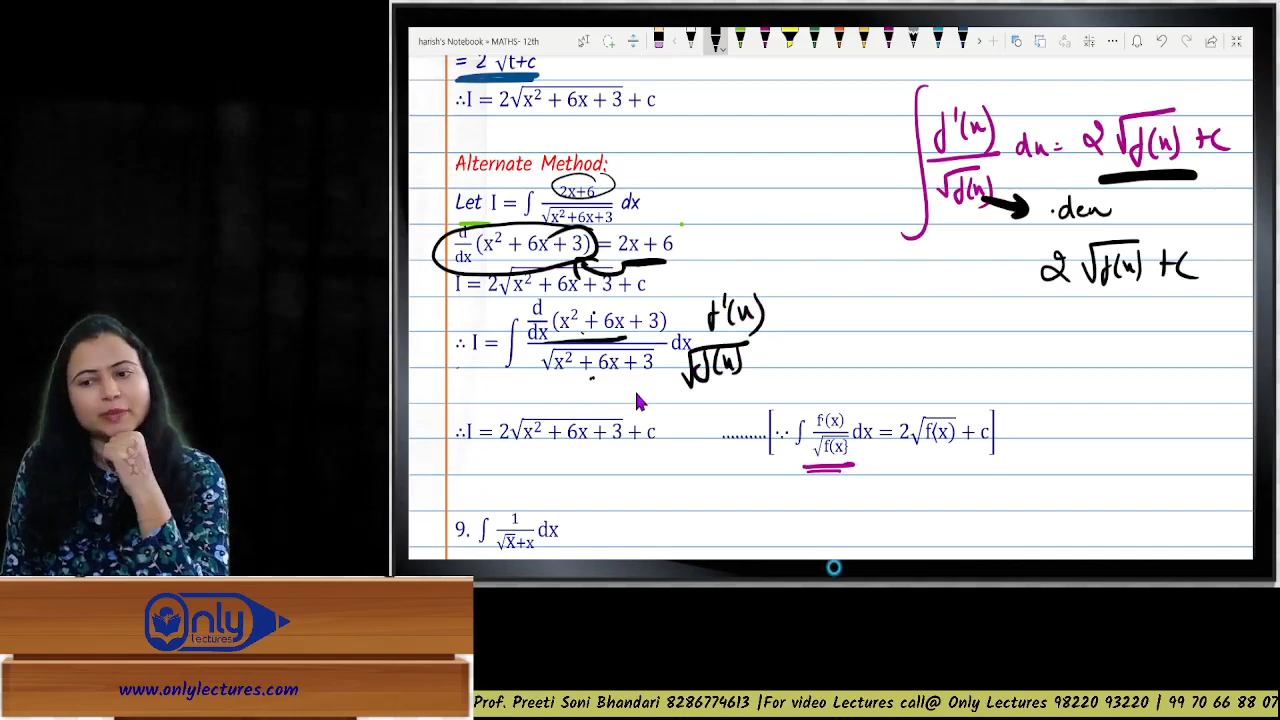 harish's Notebook » MATHS- 12th
= 2 √t+c
∴I = 2√x² + 6x + 3 + c
Alternate Method:
Let I = ∫ 2x+6 / √x²+6x+3 dx
d/dx (x² + 6x + 3) = 2x + 6
I = 2√x² + 6x + 3 + c
∴ I = ∫ d/dx (x² + 6x + 3) / √x² + 6x + 3 dx
f'(x) / √f(x)
∴I = 2√x² + 6x + 3 + c ..........[∵ ∫ f'(x) / √f(x} dx = 2√f(x) + c]
9. ∫ 1 / √x+x dx
∫ f'(x) / √f(x) dx = 2 √f(x) + c
.den
2 √f(x) + c
Only
lectures
www.onlylectures.com
Prof. Preeti Soni Bhandari 8286774613 |For video Lectures call@ Only Lectures 98220 93220 | 99 70 66 88 07